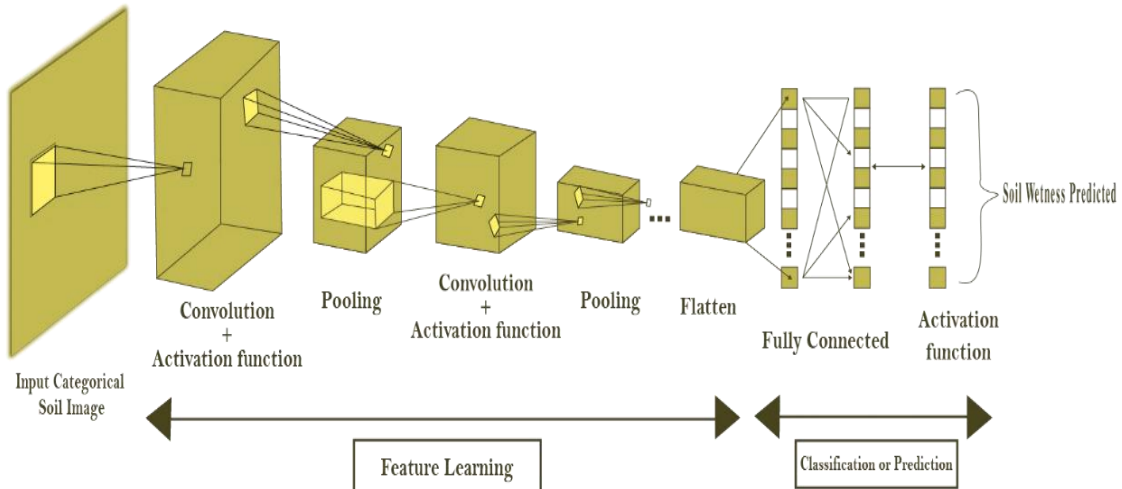 Input Categorical
Soil Image
Convolution
+
Activation function
Pooling
Convolution
+
Activation function
Pooling
Flatten
Fully Connected
Activation
function
Soil Wetness Predicted
Feature Learning
Classification or Prediction